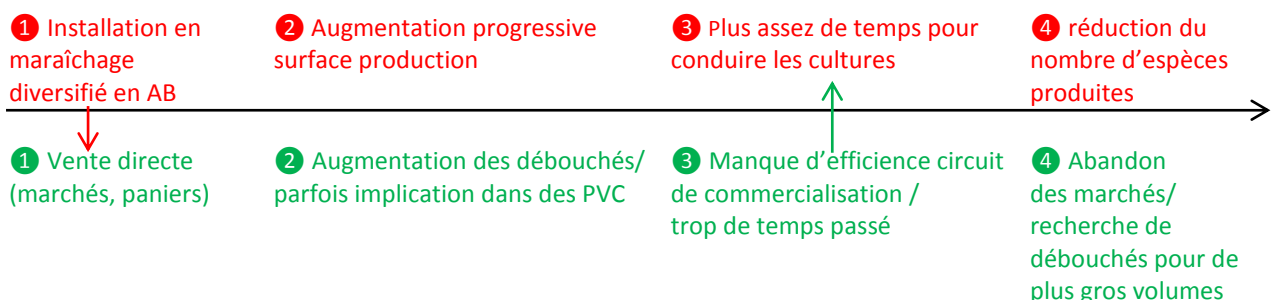 ❶ Installation en
maraîchage
diversifié en AB
❷ Augmentation progressive
surface production
❸ Plus assez de temps pour
conduire les cultures
❹ réduction du
nombre d’espèces
produites
❶ Vente directe
(marchés, paniers)
❷ Augmentation des débouchés/
parfois implication dans des PVC
❸ Manque d’efficience circuit
de commercialisation /
trop de temps passé
❹ Abandon
des marchés/
recherche de
débouchés pour de
plus gros volumes